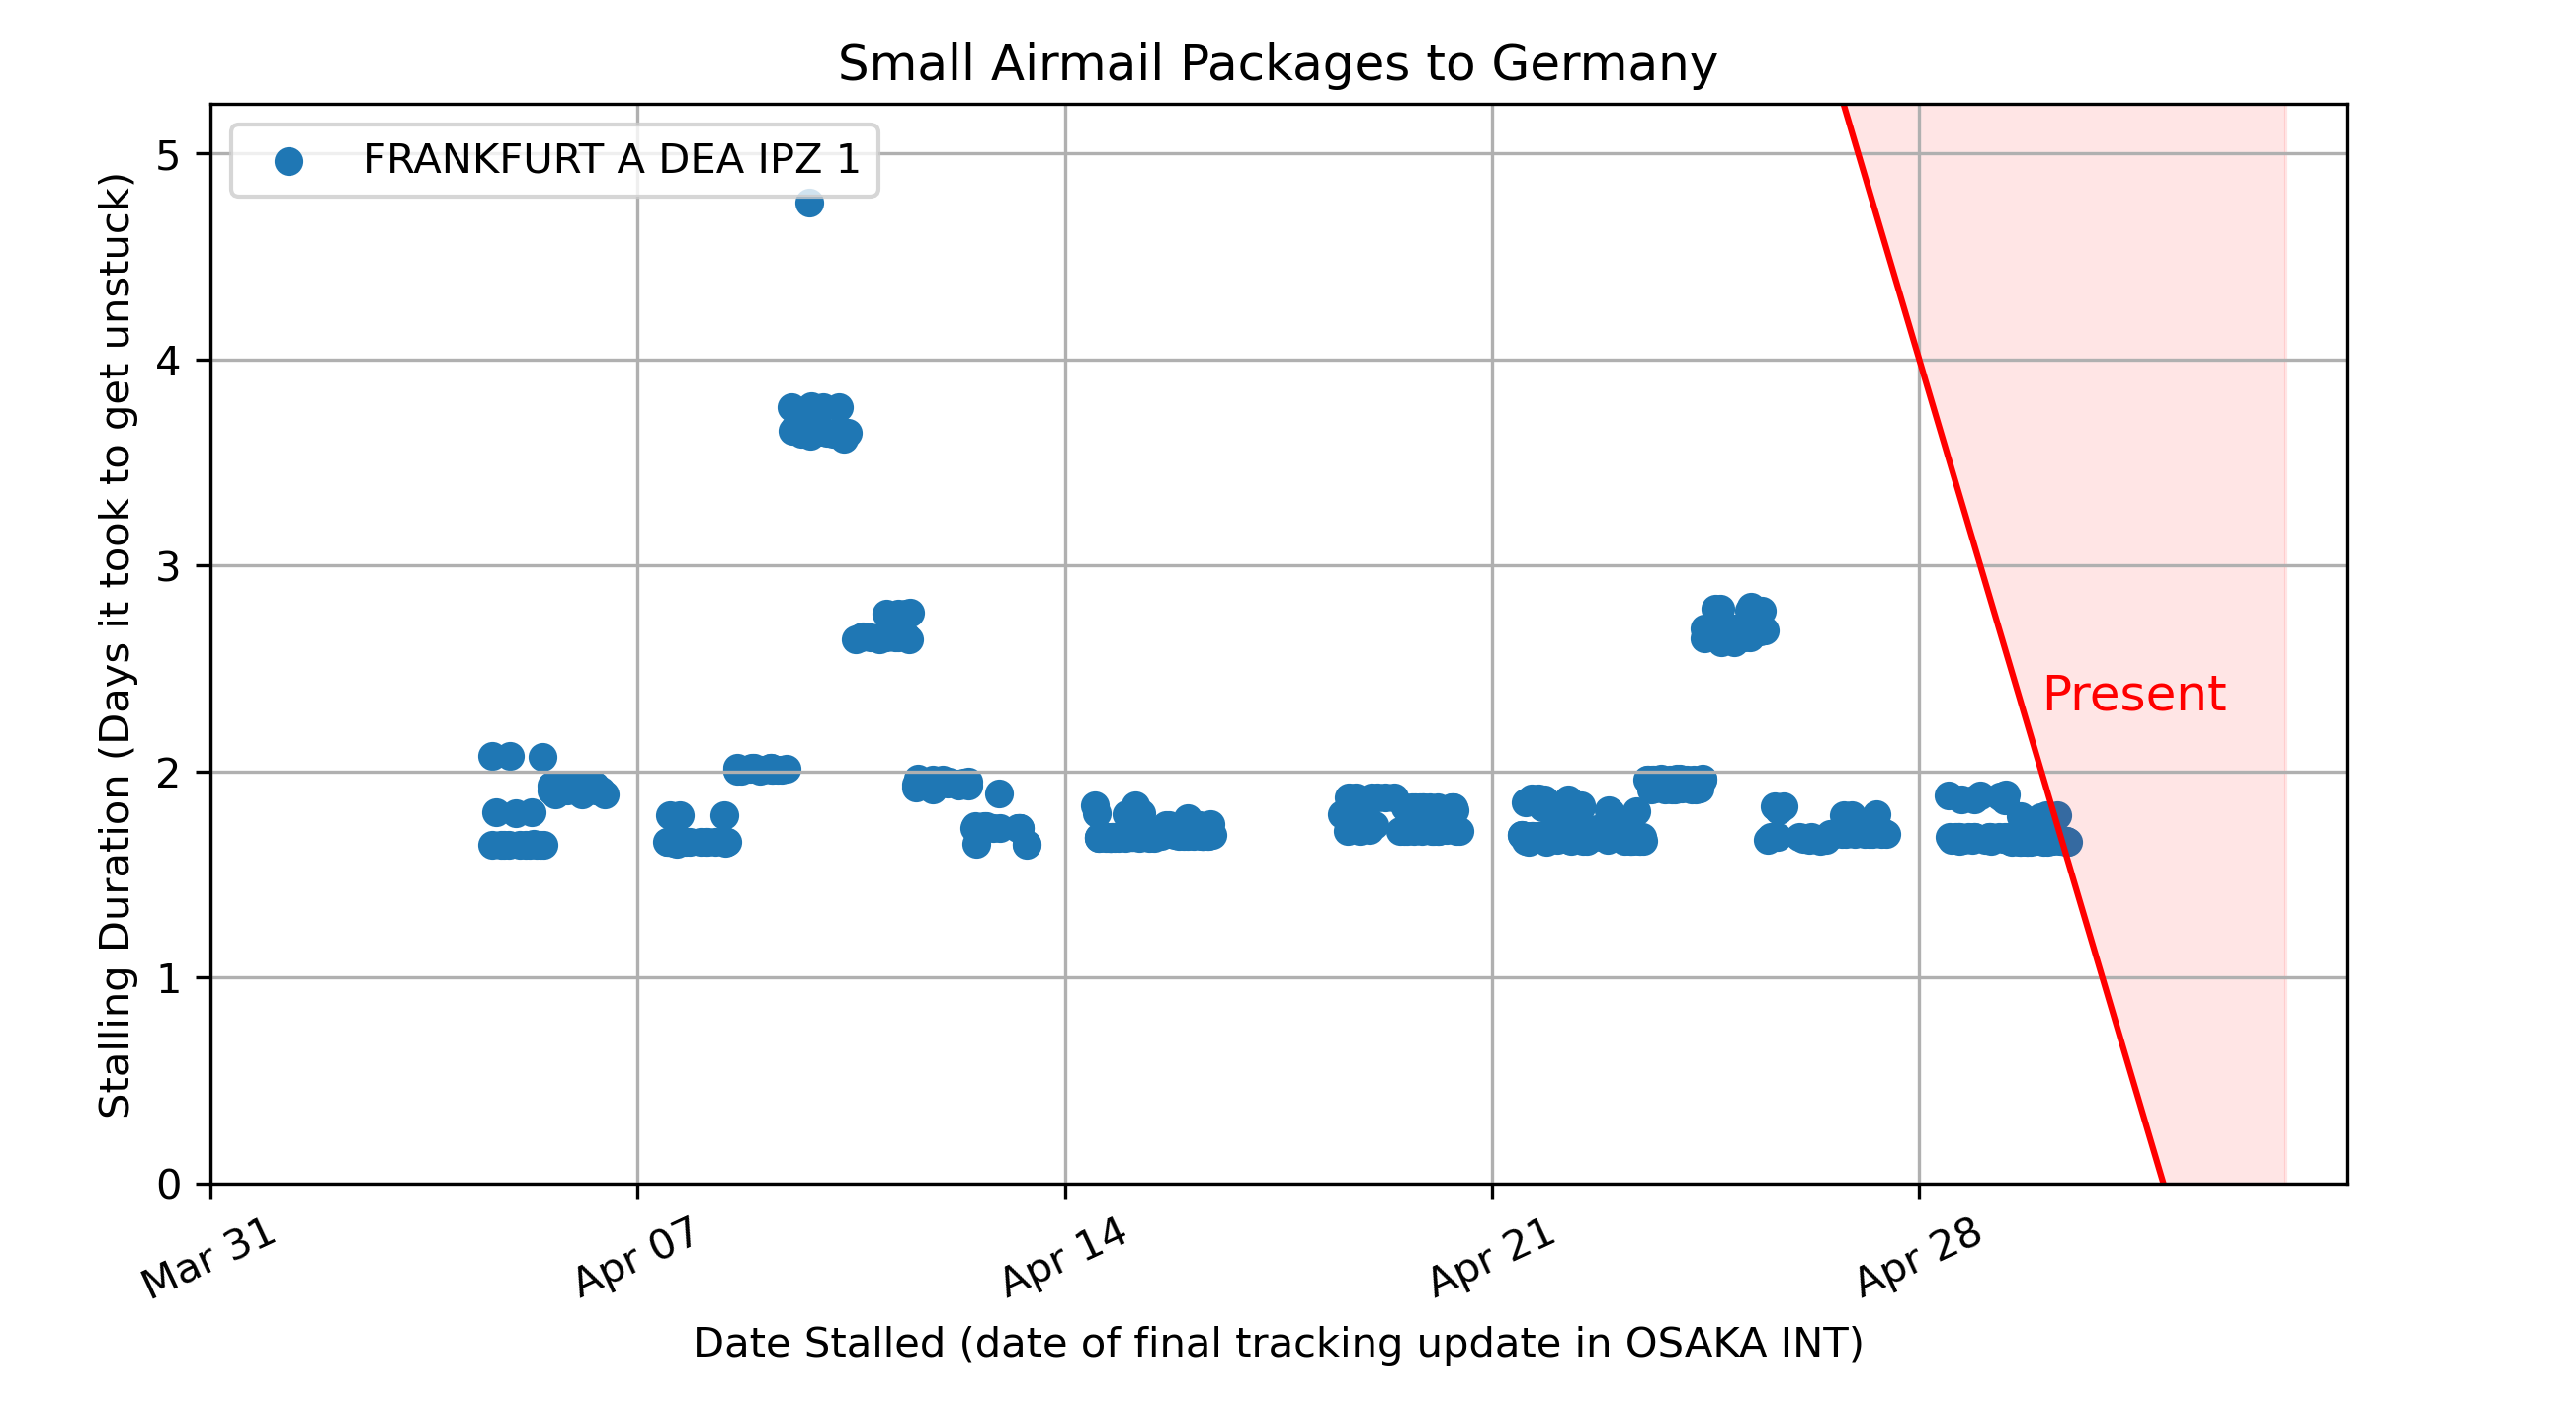 Small Airmail Packages to Germany
FRANKFURT A DEA IPZ 1
Stalling Duration (Days it took to get unstuck)
5
4
3
2
1
0
Present
Mar 31
Apr 07
Apr 14
Apr 21
Apr 28
Date Stalled (date of final tracking update in OSAKA INT)